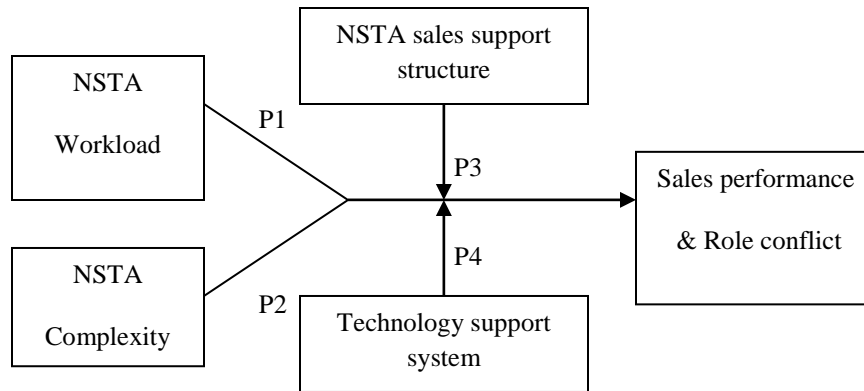 NSTA sales support
structure
NSTA
Workload
P1
P3
Sales performance
& Role conflict
NSTA
Complexity
P2
P4
Technology support
system